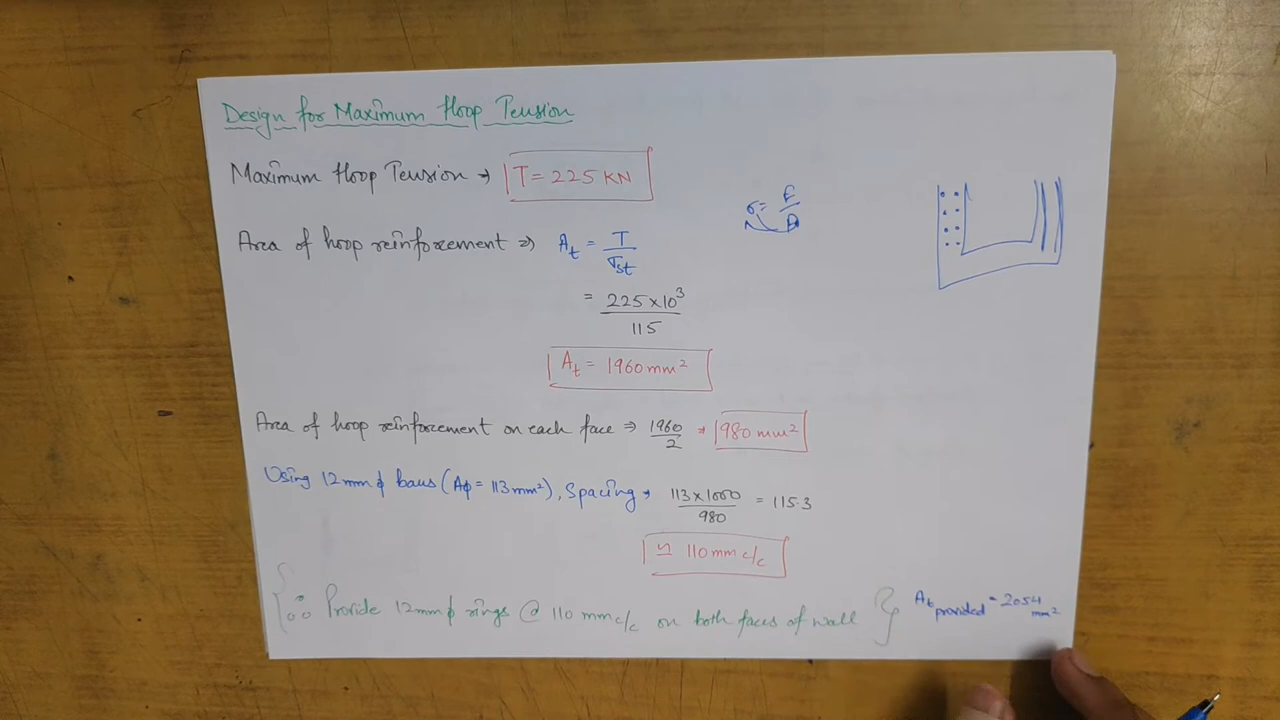 Design for Maximum Hoop Tension
Maximum Hoop Tension → T = 225 KN
σ = F/A
Area of hoop reinforcement ⇒ At = T/σst
= 225 × 10³/115
At = 1960 mm²
Area of hoop reinforcement on each face ⇒ 1960/2 → 980 mm²
Using 12mm ϕ bars (Aϕ = 113 mm²), Spacing → 113 × 1000/980 = 115.3
≃ 110 mm c/c
∴ Provide 12mm ϕ rings @ 110 mm c/c on both faces of wall
At provided = 2054 mm²